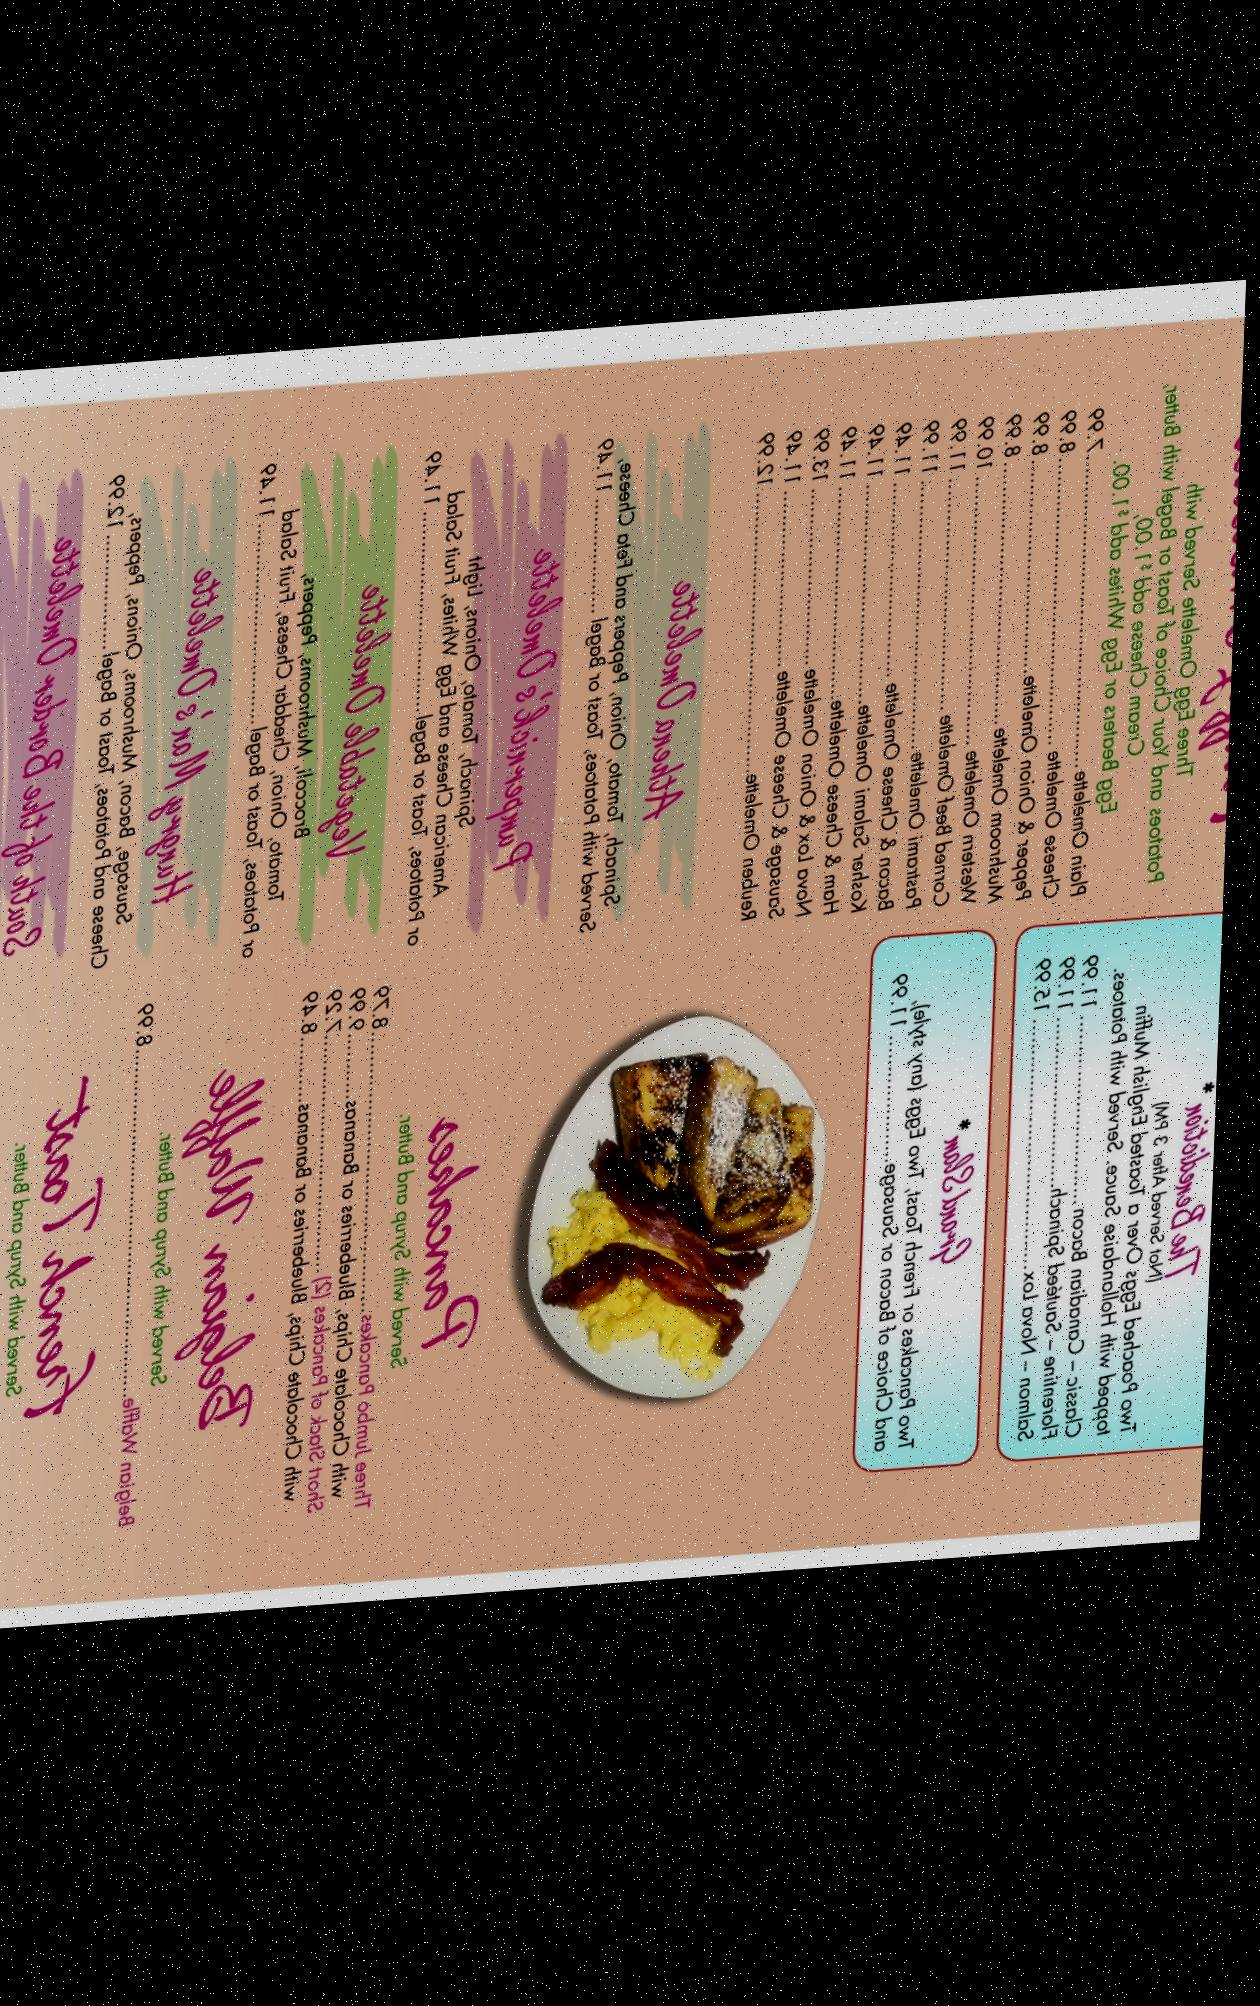 The Benediction *
(Not Served After 3 PM)
Two Poached Eggs Over a Toasted English Muffin
topped with Hollandaise Sauce. Served with Potatoes.
Classic – Canadian Bacon 11.99
Florentine – Sauteed Spinach 11.99
Salmon – Nova Lox 15.99
Grand Slam *
Two Pancakes or French Toast, Two Eggs (any style),
and Choice of Bacon or Sausage 11.99
Pancakes
Served with Syrup and Butter.
Three Jumbo Pancakes 8.79
with Chocolate Chips, Blueberries or Bananas 9.99
Short Stack of Pancakes (2) 7.29
with Chocolate Chips, Blueberries or Bananas 8.49
Belgian Waffle
Served with Syrup and Butter.
Belgian Waffle 8.99
French Toast
Served with Syrup and Butter.
Three Egg Omelette Served with
Potatoes and Your Choice of Toast or Bagel with Butter.
Cream Cheese add $1.00.
Egg Beaters or Egg Whites add $1.00.
Plain Omelette 7.99
Cheese Omelette 8.99
Pepper & Onion Omelette 8.99
Mushroom Omelette 8.99
Western Omelette 10.99
Corned Beef Omelette 11.99
Pastrami Omelette 11.99
Bacon & Cheese Omelette 11.49
Kosher Salami Omelette 11.49
Ham & Cheese Omelette 11.49
Nova Lox & Onion Omelette 13.99
Sausage & Cheese Omelette 11.49
Reuben Omelette 12.99
Athena Omelette
Spinach, Tomato, Onion, Peppers and Feta Cheese,
Served with Potatoes, Toast or Bagel 11.49
Pumpernick's Omelette
Spinach, Tomato, Onions, Light
American Cheese and Egg Whites, Fruit Salad
or Potatoes, Toast or Bagel 11.49
Vegetable Omelette
Broccoli, Mushrooms, Peppers,
Tomato, Onion, Cheddar Cheese, Fruit Salad
or Potatoes, Toast or Bagel 11.49
Hungry Man's Omelette
Sausage, Bacon, Mushrooms, Onions, Peppers,
Cheese and Potatoes, Toast or Bagel 12.99
South of the Border Omelette